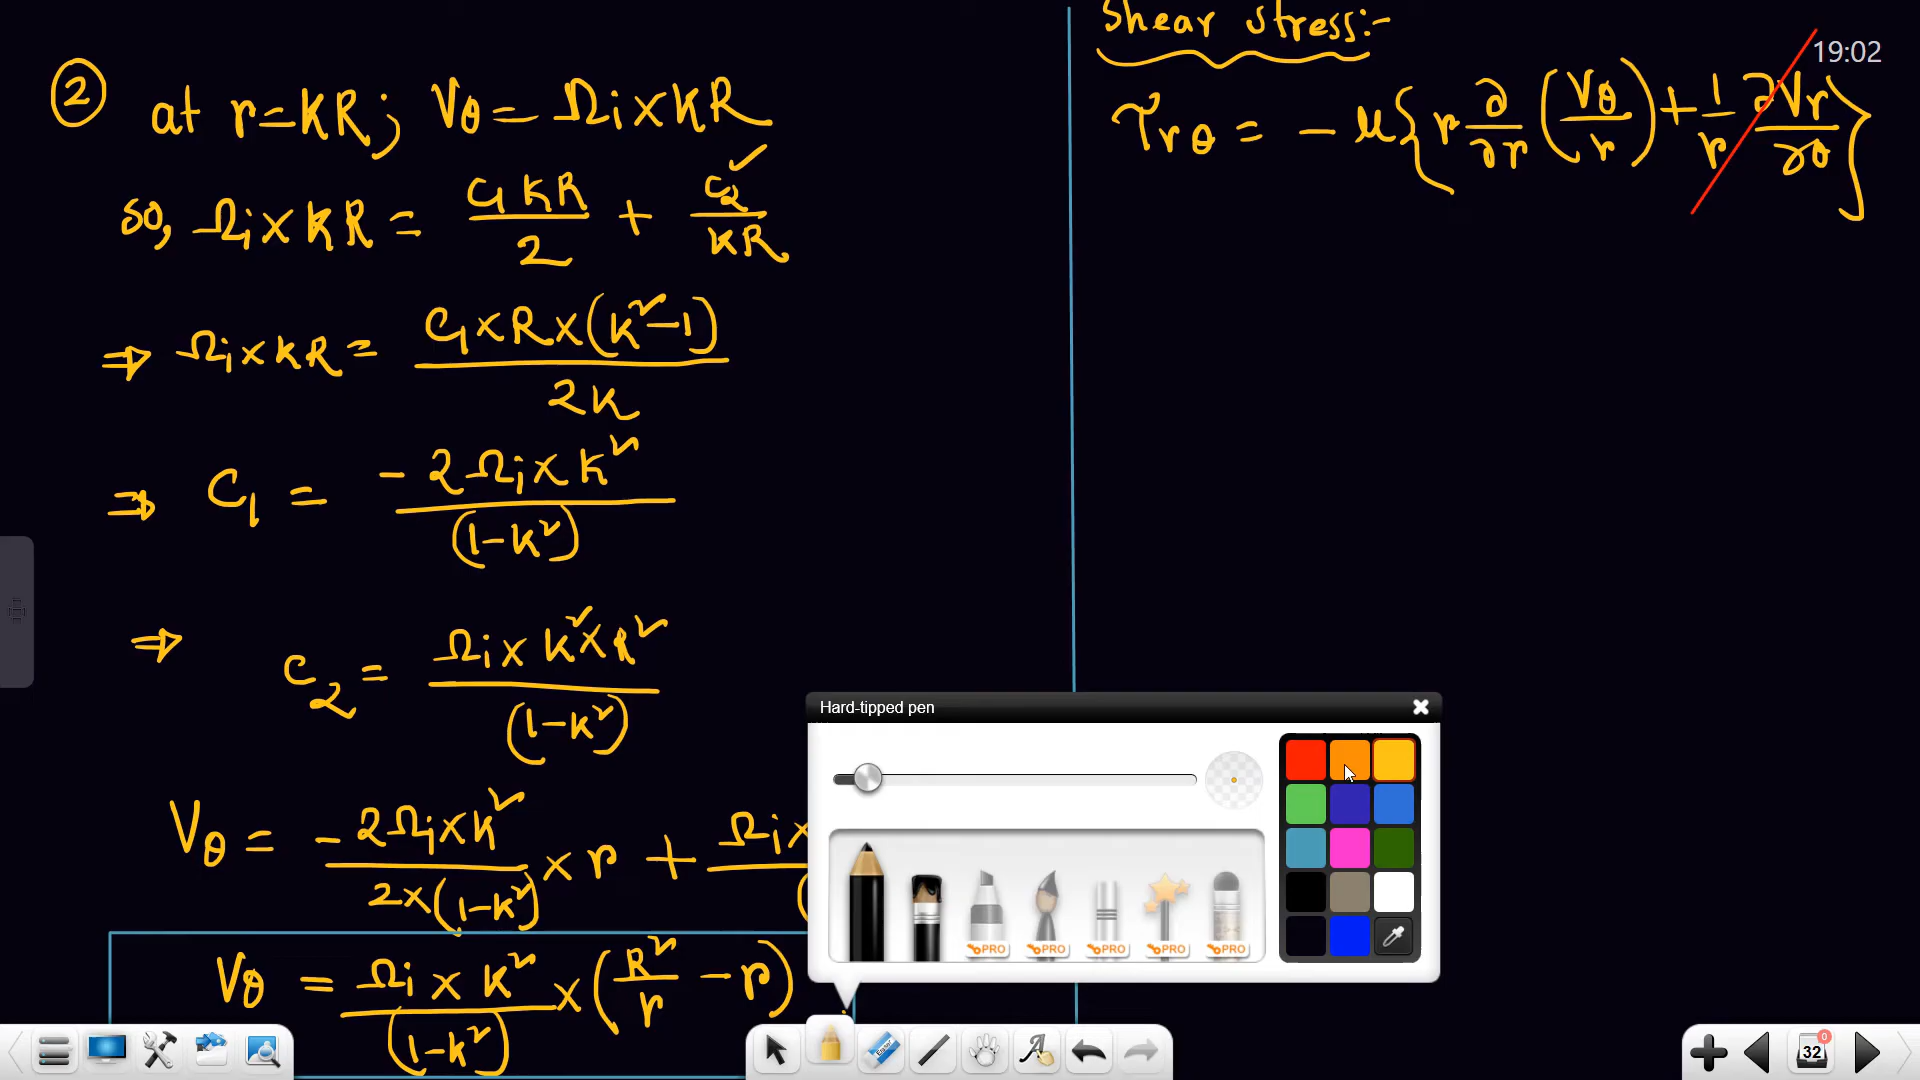 ② at r=KR; Vθ = Ωi×KR
so, Ωi×KR = C1KR/2 + C2/KR
⇒ Ωi×KR = C1×R×(K²-1)/2K
⇒ C1 = -2Ωi×K²/(1-K²)
⇒ C2 = Ωi×K²×R²/(1-K²)
Vθ = -2Ωi×K²/2×(1-K²) × r + Ωi×
Vθ = Ωi×K²/(1-K²) × (R²/r - r)
Shear stress:-
τrθ = -μ{r ∂/∂r (Vθ/r) + 1/r ∂Vr/∂θ}
19:02
Hard-tipped pen
PRO PRO PRO PRO PRO
Eraser
A
32
0